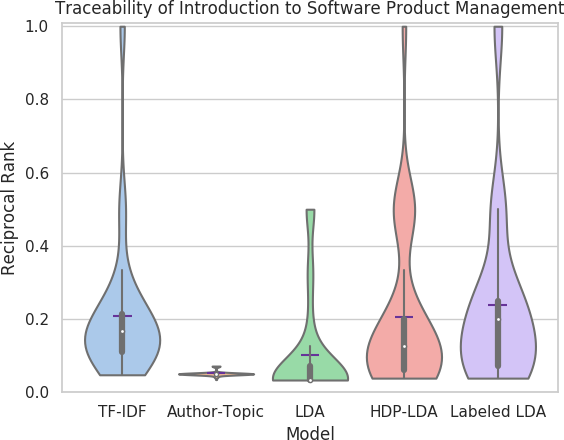 Traceability of Introduction to Software Product Management
1.0
0.8
0.6
0.4
0.2
0.0
Reciprocal Rank
TF-IDF
Author-Topic
LDA
HDP-LDA
Labeled LDA
Model